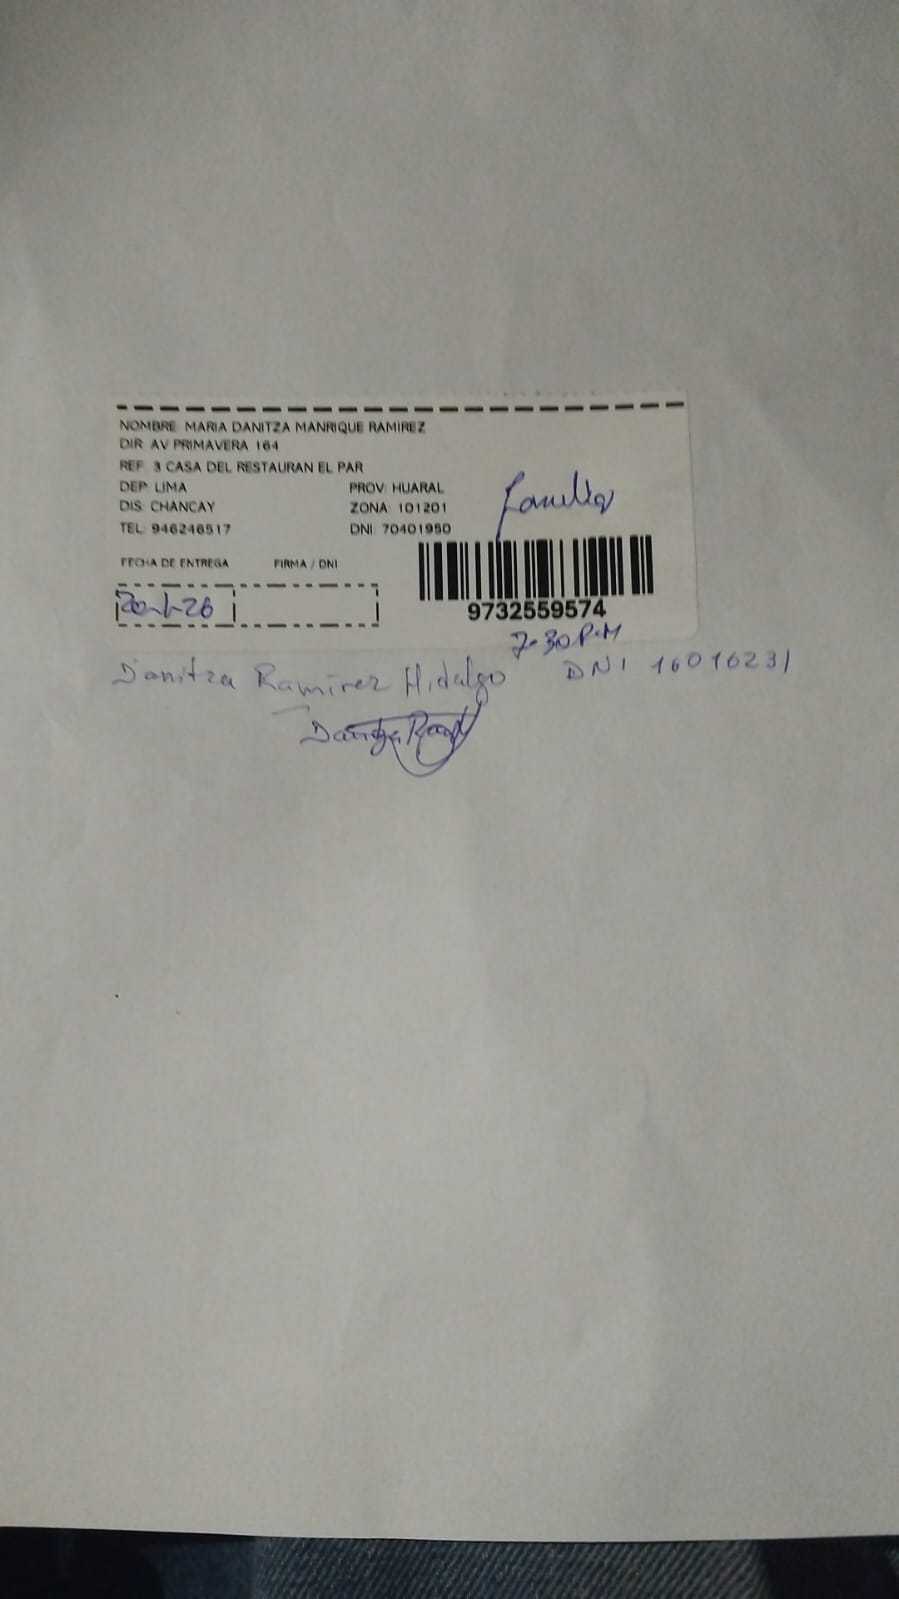 NOMBRE: MARIA DANITZA MANRIQUE RAMIREZ
DIR: AV PRIMAVERA 164
REF: 3 CASA DEL RESTAURAN EL PAR
DEP: LIMA PROV: HUARAL
DIS: CHANCAY ZONA: 101201
TEL: 946246517 DNI: 70401950
Familia
FECHA DE ENTREGA FIRMA / DNI
20-1-26
9732559574
7-30 P.M
Danitza Ramirez Hidalgo DNI 16016231